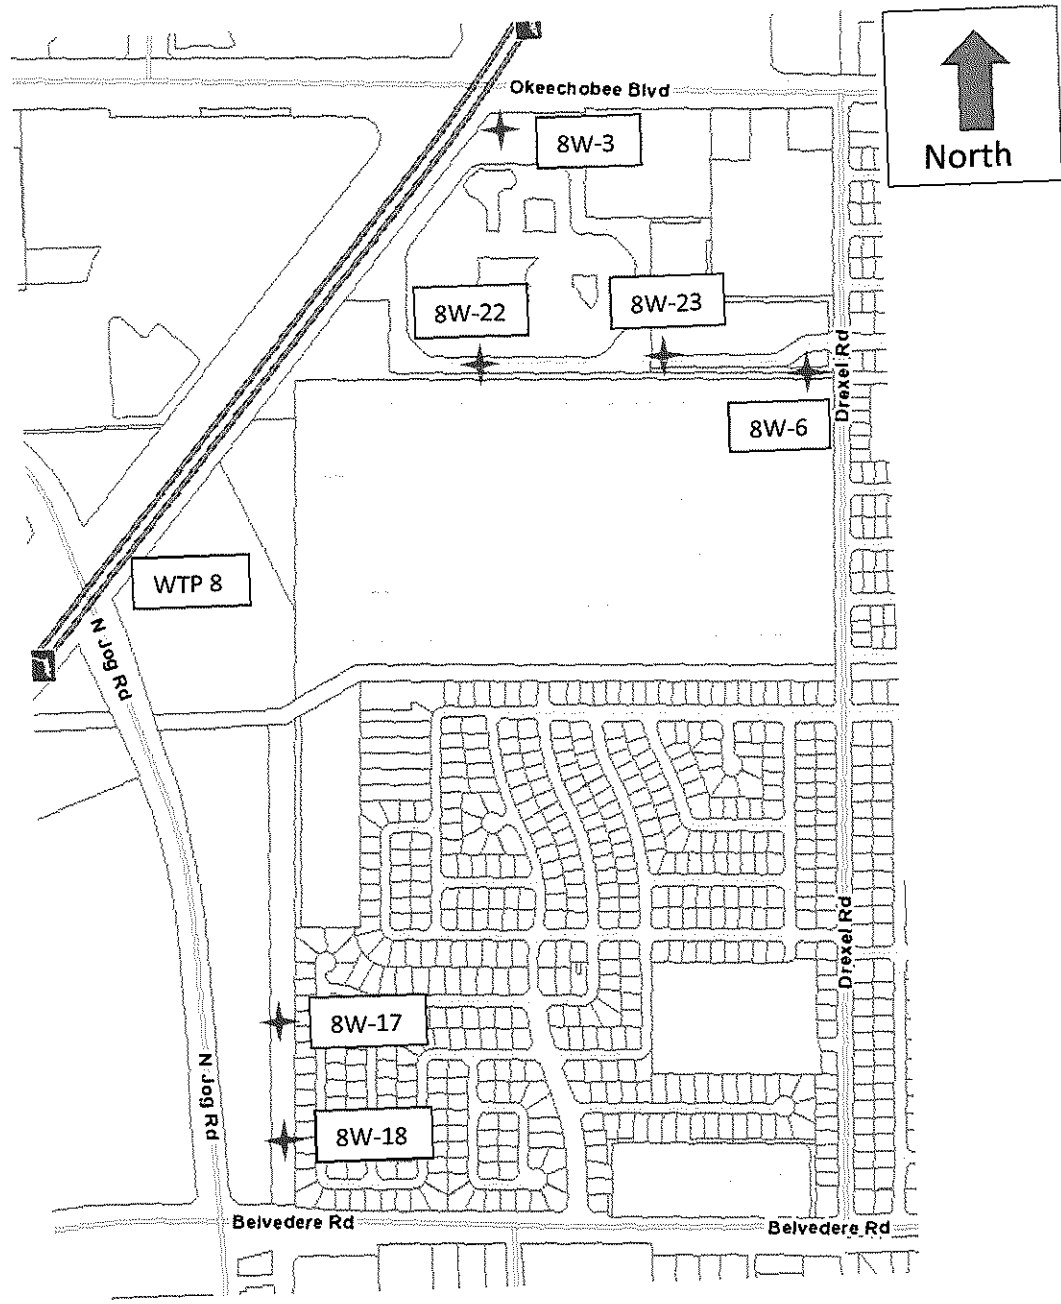 Okeechobee Blvd
8W-3
North
8W-22
8W-23
Drexel Rd
8W-6
WTP 8
N Jog Rd
Drexel Rd
8W-17
N Jog Rd
8W-18
Belvedere Rd
Belvedere Rd